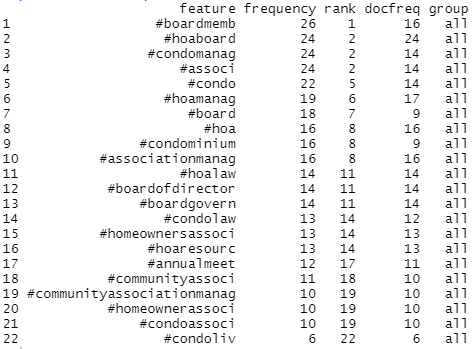 feature frequency rank docfreq group
1 #boardmemb 26 1 16 all
2 #hoaboard 24 2 24 all
3 #condomanag 24 2 14 all
4 #associ 24 2 14 all
5 #condo 22 5 14 all
6 #hoamanag 19 6 17 all
7 #board 18 7 9 all
8 #hoa 16 8 16 all
9 #condominium 16 8 9 all
10 #associationmanag 16 8 16 all
11 #hoalaw 14 11 14 all
12 #boardofdirector 14 11 14 all
13 #boardgovern 14 11 14 all
14 #condolaw 13 14 12 all
15 #homeownersassoci 13 14 13 all
16 #hoaresourc 13 14 13 all
17 #annualmeet 12 17 11 all
18 #communityassoci 11 18 10 all
19 #communityassociationmanag 10 19 10 all
20 #homeownerassoci 10 19 10 all
21 #condoassoci 10 19 10 all
22 #condoliv 6 22 6 all